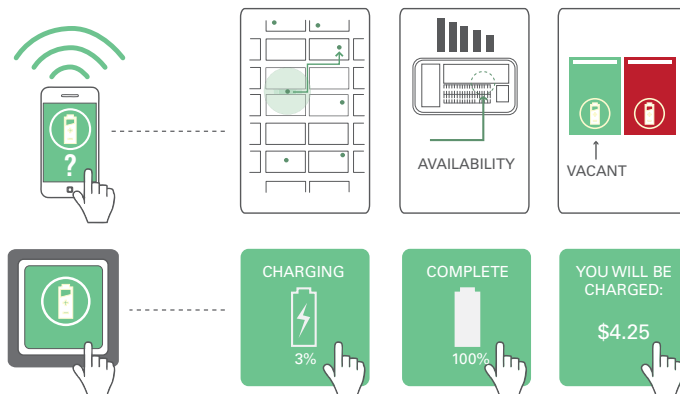 ?
AVAILABILITY
VACANT
CHARGING
3%
COMPLETE
100%
YOU WILL BE
CHARGED:
$4.25